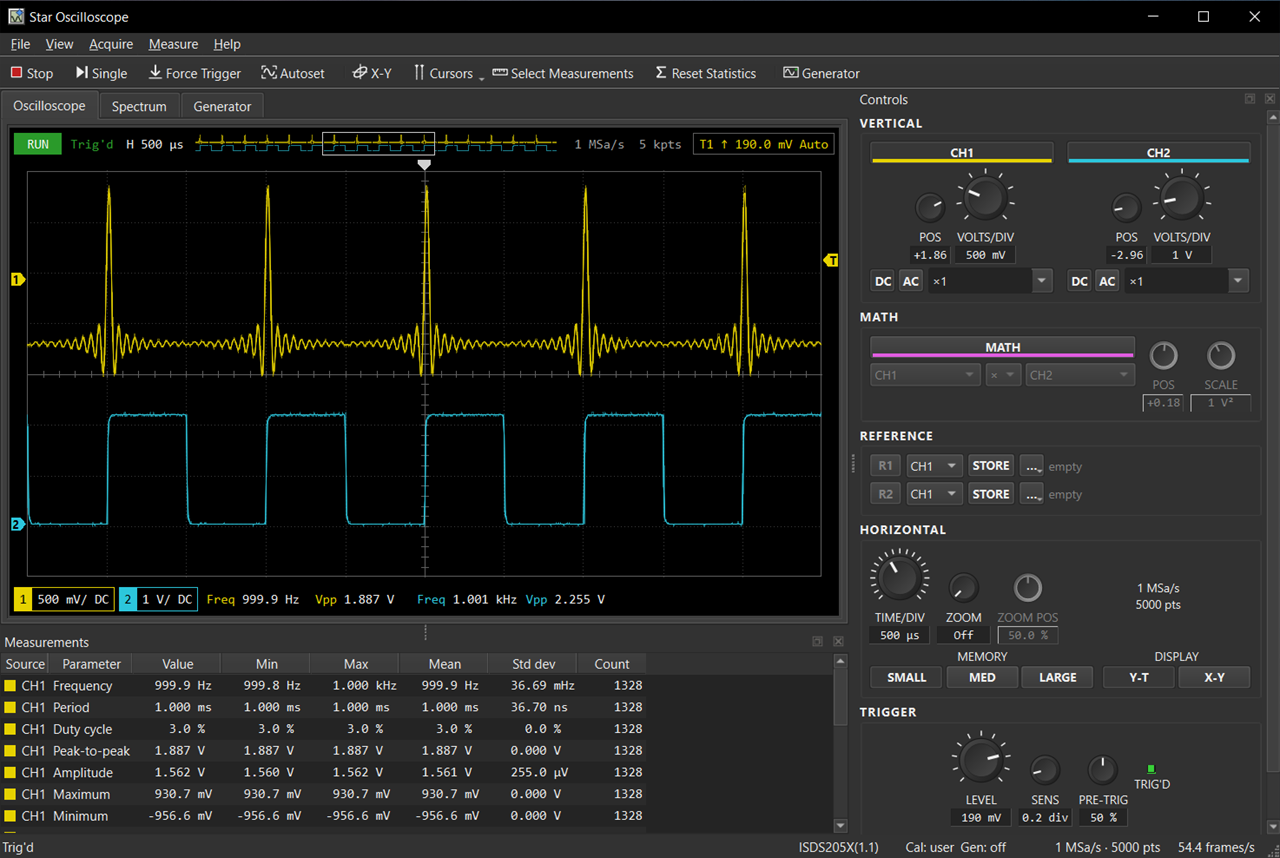 Star Oscilloscope
File View Acquire Measure Help
Stop Single Force Trigger Autoset X-Y Cursors Select Measurements Reset Statistics Generator
Oscilloscope Spectrum Generator
RUN Trig'd H 500 µs 1 MSa/s 5 kpts T1 ↑ 190.0 mV Auto
1
T
2
1 500 mV/ DC 2 1 V/ DC Freq 999.9 Hz Vpp 1.887 V Freq 1.001 kHz Vpp 2.255 V
Measurements
Source Parameter Value Min Max Mean Std dev Count
CH1 Frequency 999.9 Hz 999.8 Hz 1.000 kHz 999.9 Hz 36.69 mHz 1328
CH1 Period 1.000 ms 1.000 ms 1.000 ms 1.000 ms 36.70 ns 1328
CH1 Duty cycle 3.0 % 3.0 % 3.0 % 3.0 % 0.0 % 1328
CH1 Peak-to-peak 1.887 V 1.887 V 1.887 V 1.887 V 0.000 V 1328
CH1 Amplitude 1.562 V 1.560 V 1.562 V 1.561 V 255.0 µV 1328
CH1 Maximum 930.7 mV 930.7 mV 930.7 mV 930.7 mV 0.000 V 1328
CH1 Minimum -956.6 mV -956.6 mV -956.6 mV -956.6 mV 0.000 V 1328
Controls
VERTICAL
CH1 CH2
POS VOLTS/DIV POS VOLTS/DIV
+1.86 500 mV -2.96 1 V
DC AC ×1 DC AC ×1
MATH
MATH
CH1 × CH2
POS SCALE
+0.18 1 V²
REFERENCE
R1 CH1 STORE ... empty
R2 CH1 STORE ... empty
HORIZONTAL
1 MSa/s
5000 pts
TIME/DIV ZOOM ZOOM POS
500 µs Off 50.0 %
MEMORY DISPLAY
SMALL MED LARGE Y-T X-Y
TRIGGER
TRIG'D
LEVEL SENS PRE-TRIG
190 mV 0.2 div 50 %
Trig'd ISDS205X(1.1) Cal: user Gen: off 1 MSa/s · 5000 pts 54.4 frames/s